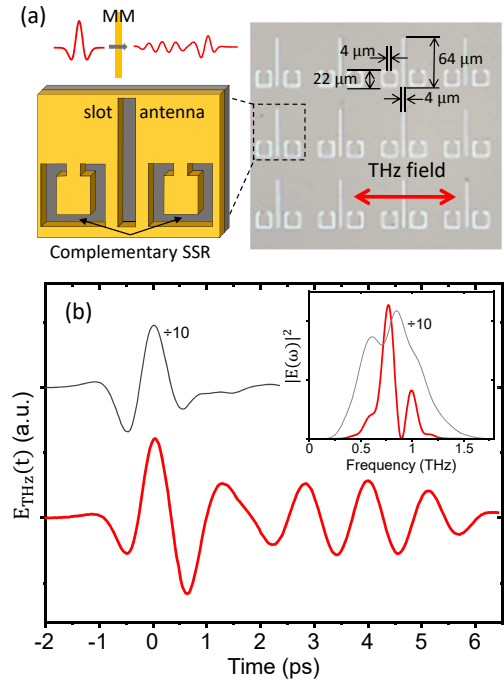 (a)
MM
slot antenna
Complementary SSR
4 μm
64 μm
22 μm
4 μm
THz field
(b)
÷10
÷10
|E(ω)|²
0 0.5 1 1.5
Frequency (THz)
E_THz(t) (a.u.)
-2 -1 0 1 2 3 4 5 6
Time (ps)